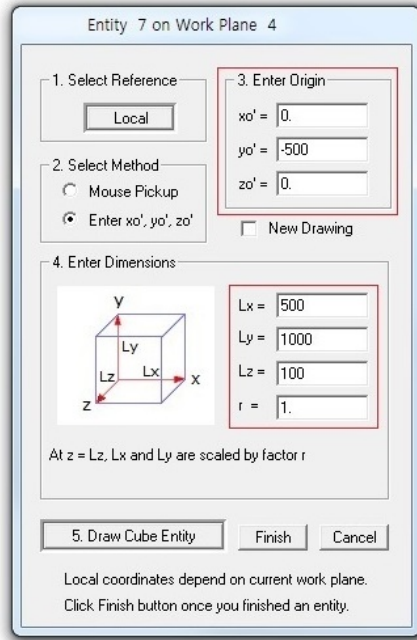 Entity 7 on Work Plane 4
1. Select Reference
Local
2. Select Method
Mouse Pickup
Enter xo', yo', zo'
3. Enter Origin
xo' = 0.
yo' = -500
zo' = 0.
New Drawing
4. Enter Dimensions
y
Ly
Lz
Lx
x
z
Lx = 500
Ly = 1000
Lz = 100
r = 1.
At z = Lz, Lx and Ly are scaled by factor r
5. Draw Cube Entity
Finish
Cancel
Local coordinates depend on current work plane.
Click Finish button once you finished an entity.